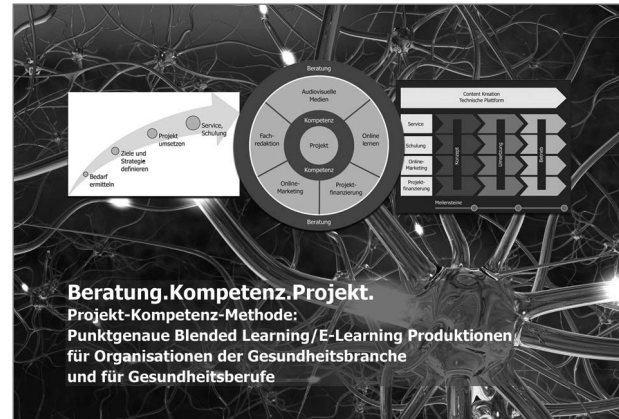 Bedarf
ermitteln
Ziele und
Strategie
definieren
Projekt
umsetzen
Service,
Schulung
Beratung
Audiovisuelle
Medien
Kompetenz
Fach-
redaktion
Projekt
Online
lernen
Kompetenz
Online-
Marketing
Projekt-
finanzierung
Beratung
Content Kreation
Technische Plattform
Service
Schulung
Online-
Marketing
Projekt-
finanzierung
Konzept
Umsetzung
Betrieb
Meilensteine
Beratung.Kompetenz.Projekt.
Projekt-Kompetenz-Methode:
Punktgenaue Blended Learning/E-Learning Produktionen
für Organisationen der Gesundheitsbranche
und für Gesundheitsberufe